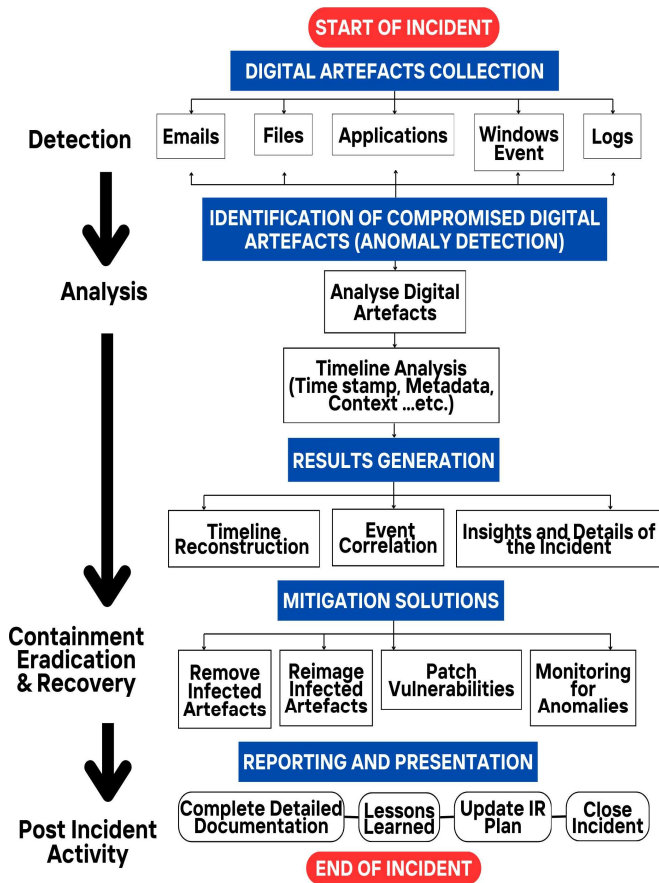 START OF INCIDENT
DIGITAL ARTEFACTS COLLECTION
Detection
Emails
Files
Applications
Windows
Event
Logs
IDENTIFICATION OF COMPROMISED DIGITAL
ARTEFACTS (ANOMALY DETECTION)
Analysis
Analyse Digital
Artefacts
Timeline Analysis
(Time stamp, Metadata,
Context ...etc.)
RESULTS GENERATION
Timeline
Reconstruction
Event
Correlation
Insights and Details of
the Incident
MITIGATION SOLUTIONS
Containment
Eradication
& Recovery
Remove
Infected
Artefacts
Reimage
Infected
Artefacts
Patch
Vulnerabilities
Monitoring
for
Anomalies
REPORTING AND PRESENTATION
Post Incident
Activity
Complete Detailed
Documentation
Lessons
Learned
Update IR
Plan
Close
Incident
END OF INCIDENT